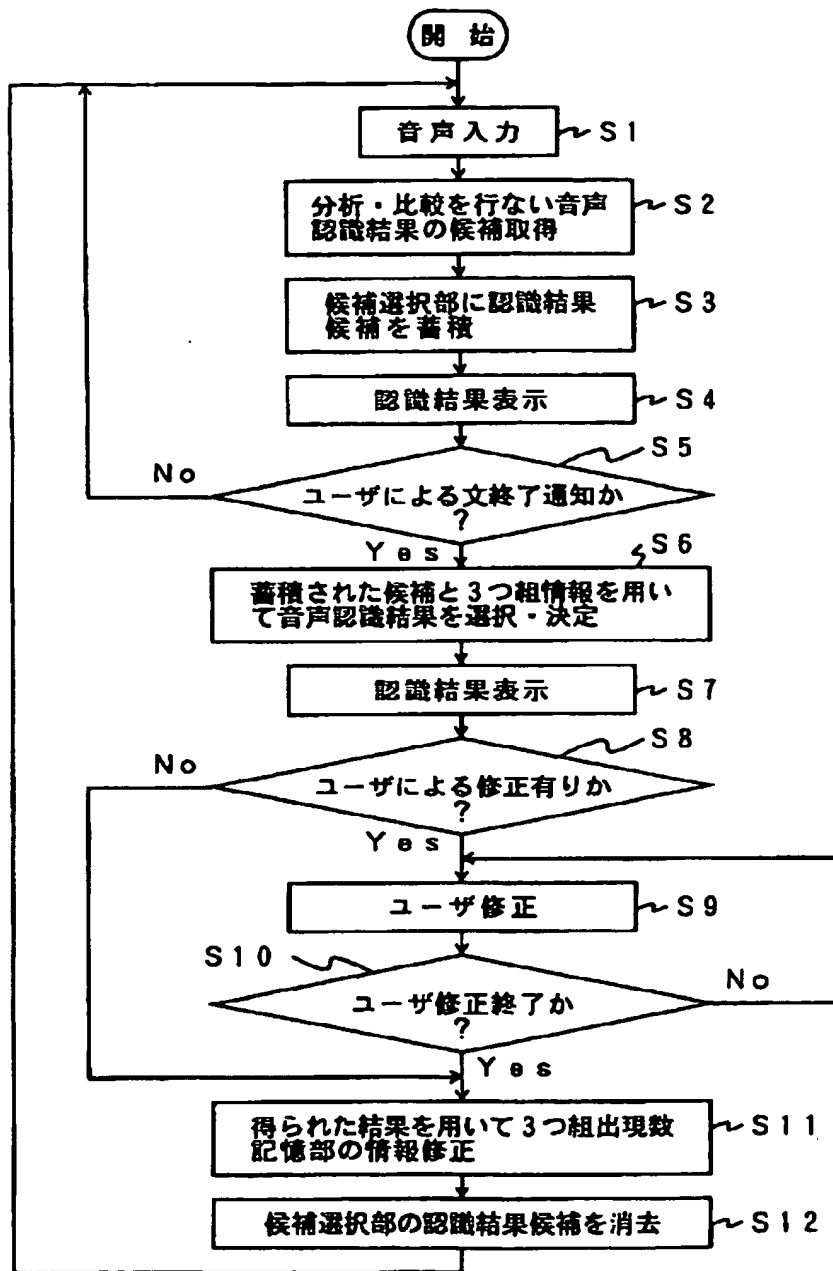 開 始
音声入力 S1
分析・比較を行ない音声 S2
認識結果の候補取得
候補選択部に認識結果 S3
候補を蓄積
認識結果表示 S4
S5
No
ユーザによる文終了通知か
?
Yes S6
蓄積された候補と3つ組情報を用い
て音声認識結果を選択・決定
認識結果表示 S7
S8
No
ユーザによる修正有りか
?
Yes
ユーザ修正 S9
S10
No
ユーザ修正終了か
?
Yes
得られた結果を用いて3つ組出現数 S11
記憶部の情報修正
候補選択部の認識結果候補を消去 S12